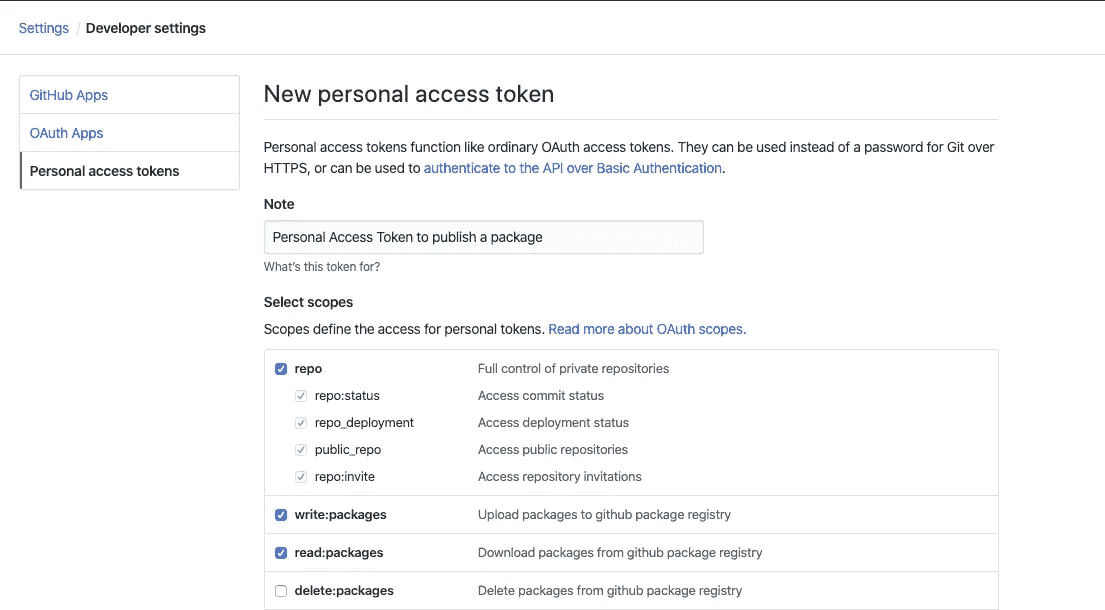 Settings / Developer settings
GitHub Apps
OAuth Apps
Personal access tokens
New personal access token
Personal access tokens function like ordinary OAuth access tokens. They can be used instead of a password for Git over
HTTPS, or can be used to authenticate to the API over Basic Authentication.
Note
Personal Access Token to publish a package
What's this token for?
Select scopes
Scopes define the access for personal tokens. Read more about OAuth scopes.
repo Full control of private repositories
repo:status Access commit status
repo_deployment Access deployment status
public_repo Access public repositories
repo:invite Access repository invitations
write:packages Upload packages to github package registry
read:packages Download packages from github package registry
delete:packages Delete packages from github package registry